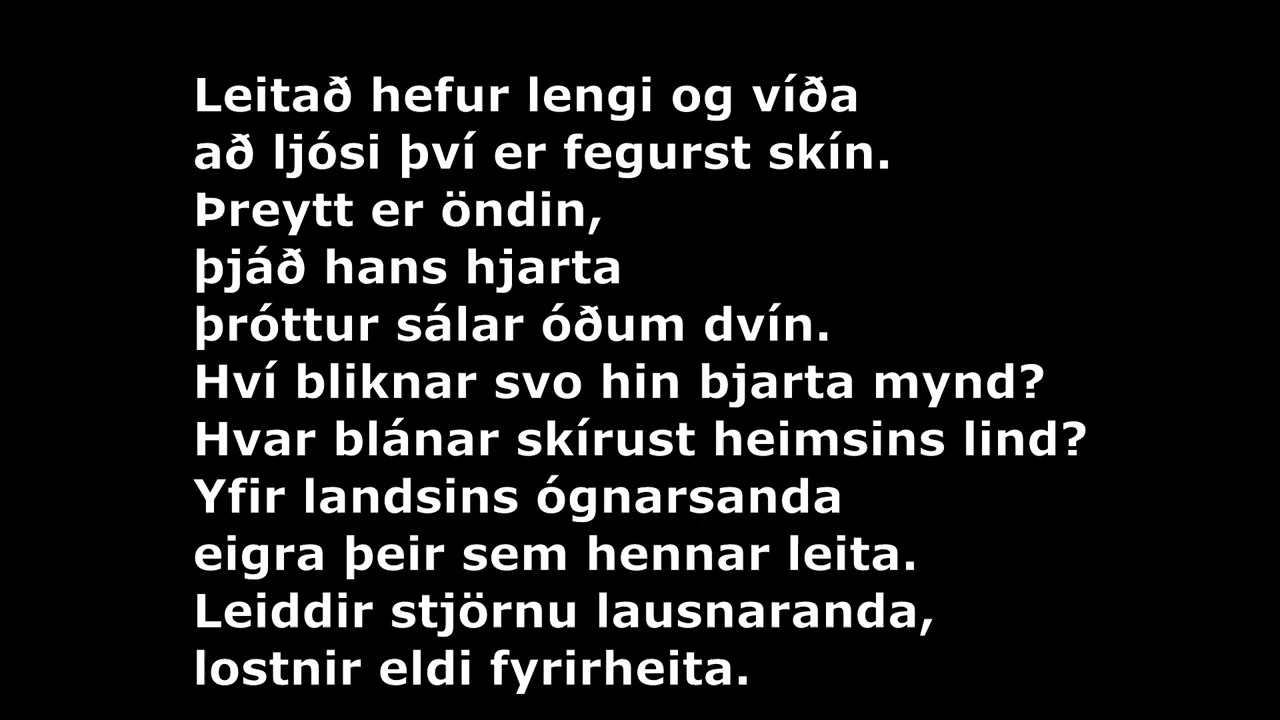 Leitað hefur lengi og víða
að ljósi því er fegurst skín.
Þreytt er öndin,
þjáð hans hjarta
þróttur sálar óðum dvín.
Hví bliknar svo hin bjarta mynd?
Hvar blánar skírust heimsins lind?
Yfir landsins ógnarsanda
eigra þeir sem hennar leita.
Leiddir stjörnu lausnaranda,
lostnir eldi fyrirheita.